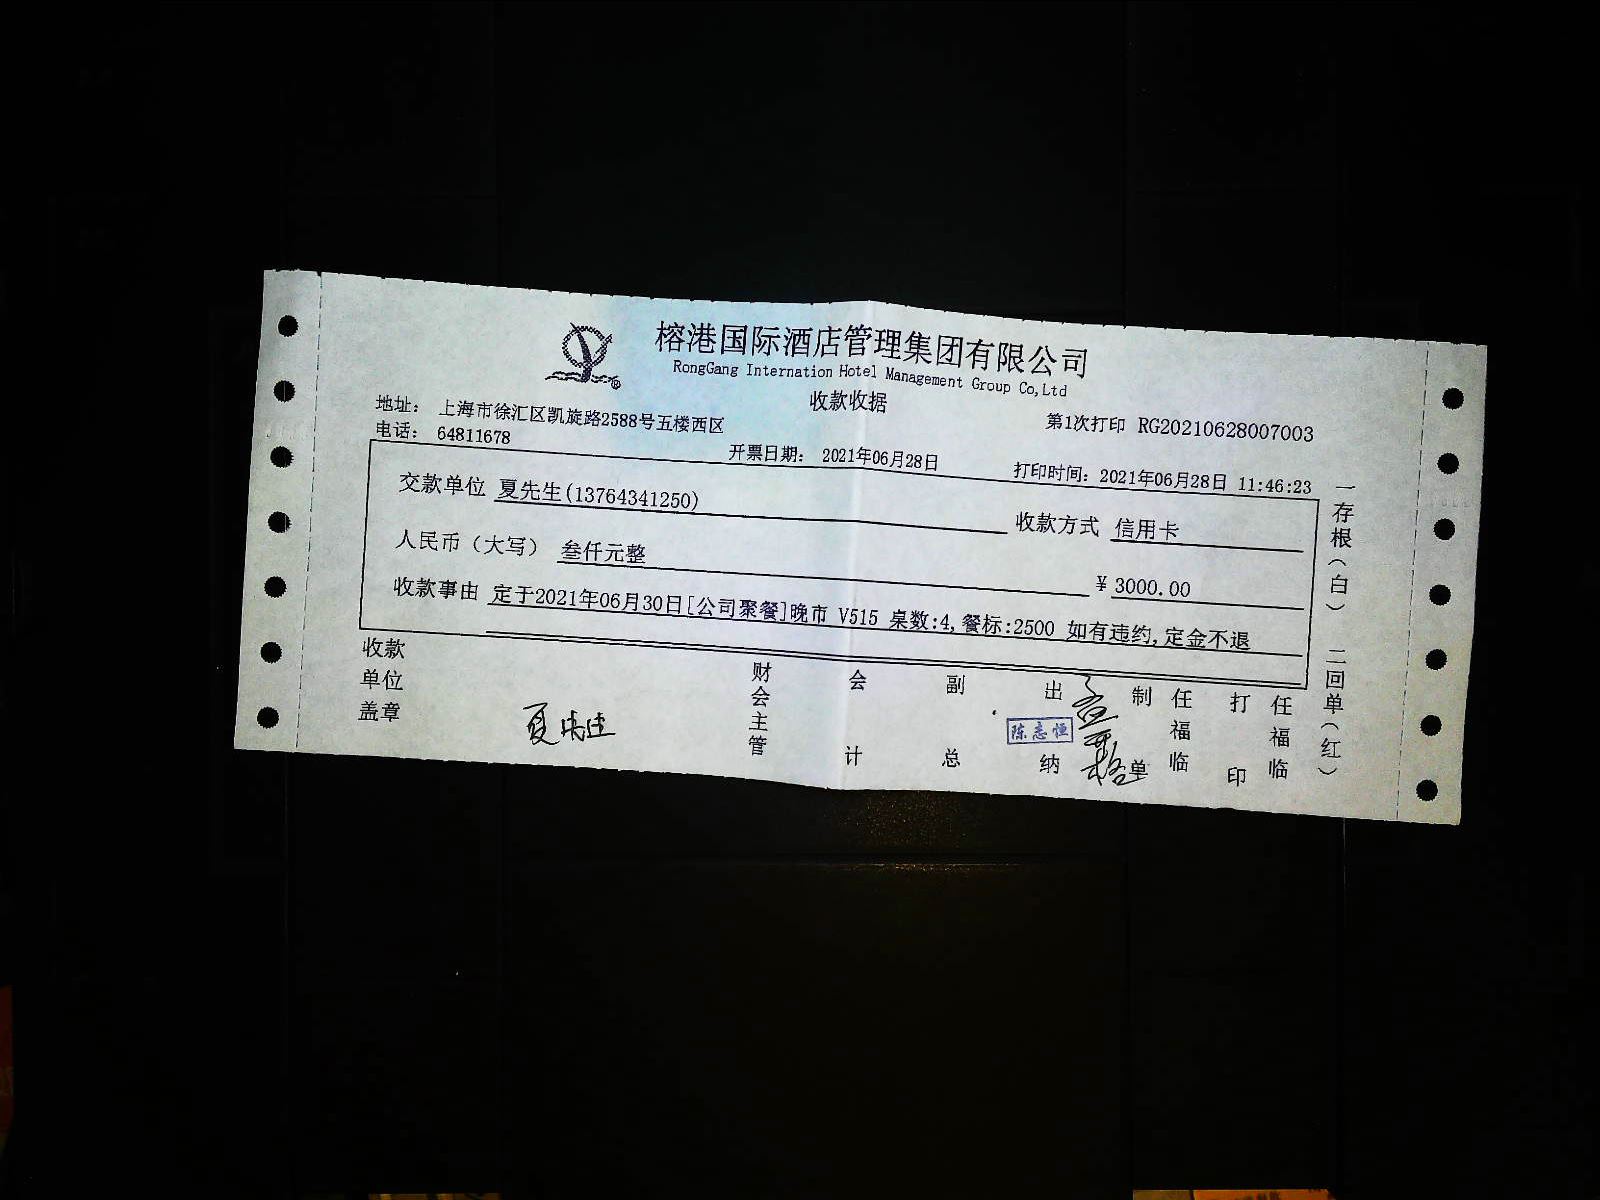 榕港国际酒店管理集团有限公司
RongGang Internation Hotel Management Group Co,Ltd
收款收据
地址： 上海市徐汇区凯旋路2588号五楼西区
第1次打印 RG20210628007003
电话： 64811678
开票日期： 2021年06月28日
打印时间：2021年06月28日 11:46:23
交款单位 夏先生(13764341250)
收款方式 信用卡
人民币（大写） 叁仟元整
¥ 3000.00
收款事由 定于2021年06月30日[公司聚餐]晚市 V515 桌数:4,餐标:2500 如有违约,定金不退
收款单位盖章
财会主管
会计
副总
出纳
陈志恒
制单
任福临
打印
任福临
一存根（白） 二回单（红）